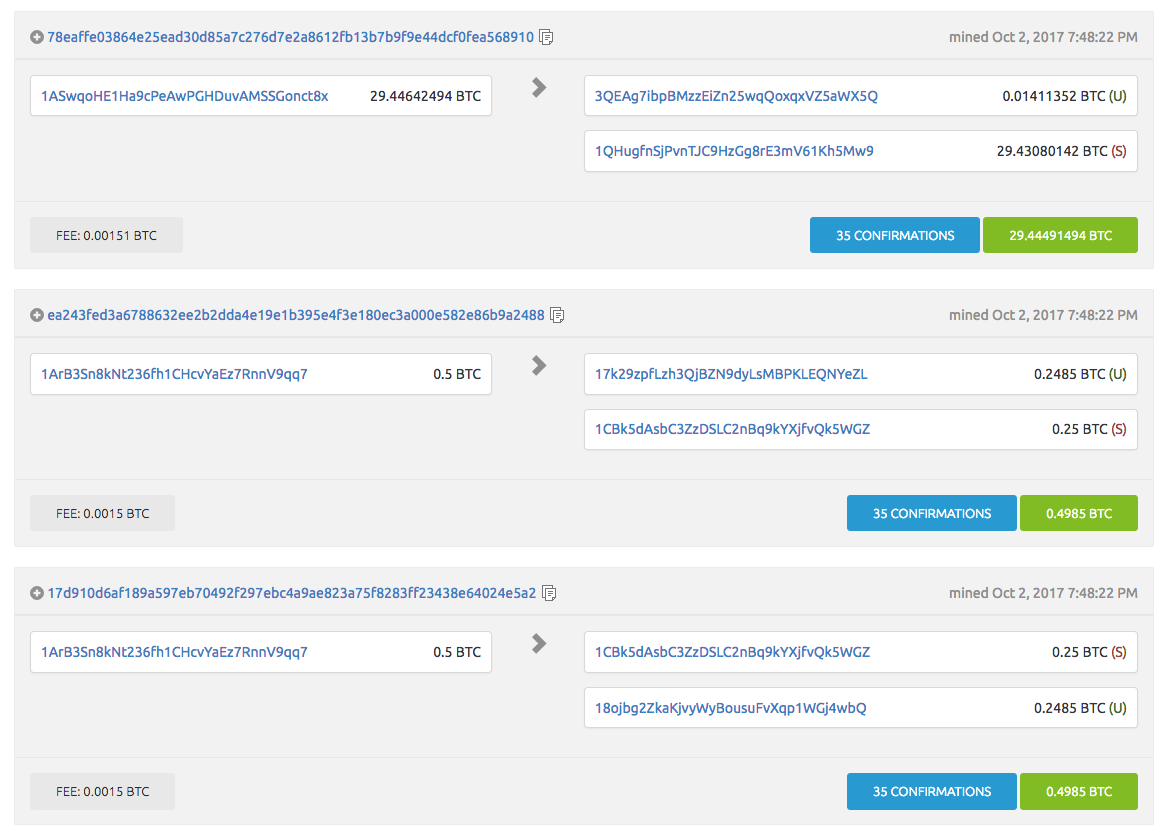 78eaffe03864e25ead30d85a7c276d7e2a8612fb13b7b9f9e44dcf0fea568910 mined Oct 2, 2017 7:48:22 PM
1ASwqoHE1Ha9cPeAwPGHDuvAMSSGonct8x 29.44642494 BTC 3QEAg7ibpBMzzEiZn25wqQoxqxVZ5aWX5Q 0.01411352 BTC (U)
1QHugfnSjPvnTJC9HzGg8rE3mV61Kh5Mw9 29.43080142 BTC (S)
FEE: 0.00151 BTC 35 CONFIRMATIONS 29.44491494 BTC
ea243fed3a6788632ee2b2dda4e19e1b395e4f3e180ec3a000e582e86b9a2488 mined Oct 2, 2017 7:48:22 PM
1ArB3Sn8kNt236fh1CHcvYaEz7RnnV9qq7 0.5 BTC 17k29zpfLzh3QjBZN9dyLsMBPKLEQNYeZL 0.2485 BTC (U)
1CBk5dAsbC3ZzDSLC2nBq9kYXjfvQk5WGZ 0.25 BTC (S)
FEE: 0.0015 BTC 35 CONFIRMATIONS 0.4985 BTC
17d910d6af189a597eb70492f297ebc4a9ae823a75f8283ff23438e64024e5a2 mined Oct 2, 2017 7:48:22 PM
1ArB3Sn8kNt236fh1CHcvYaEz7RnnV9qq7 0.5 BTC 1CBk5dAsbC3ZzDSLC2nBq9kYXjfvQk5WGZ 0.25 BTC (S)
18ojbg2ZkaKjvyWyBousuFvXqp1WGj4wbQ 0.2485 BTC (U)
FEE: 0.0015 BTC 35 CONFIRMATIONS 0.4985 BTC